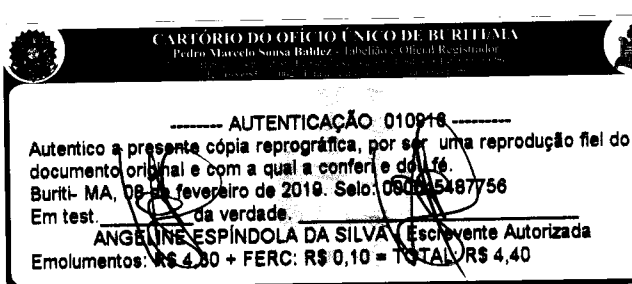 CARTÓRIO DO OFÍCIO ÚNICO DE BURITI/MA
Pedro Marcelo Sousa Baldez - Tabelião e Oficial Registrador
-------- AUTENTICAÇÃO 010916 ---------
Autentico a presente cópia reprográfica, por ser uma reprodução fiel do
documento original e com a qual a conferi e dou fé.
Buriti- MA, 08 de fevereiro de 2019. Selo: 5487756
Em test.__________da verdade.
ANGELINE ESPÍNDOLA DA SILVA Escrevente Autorizada
Emolumentos: R$ 4,30 + FERC: R$ 0,10 = TOTAL: R$ 4,40